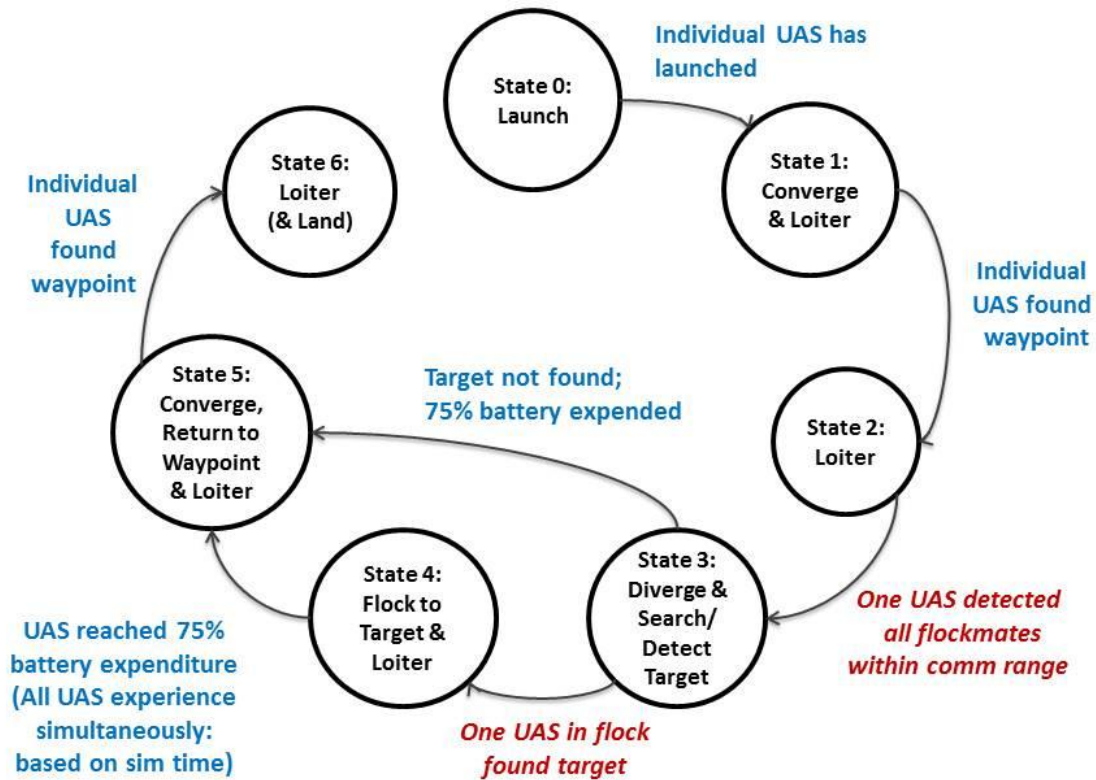 State 0:
Launch
Individual UAS has
launched
State 1:
Converge
& Loiter
Individual
UAS found
waypoint
State 2:
Loiter
One UAS detected
all flockmates
within comm range
State 3:
Diverge &
Search/
Detect
Target
One UAS in flock
found target
Target not found;
75% battery expended
State 4:
Flock to
Target &
Loiter
UAS reached 75%
battery expenditure
(All UAS experience
simultaneously:
based on sim time)
State 5:
Converge,
Return to
Waypoint
& Loiter
Individual
UAS
found
waypoint
State 6:
Loiter
(& Land)